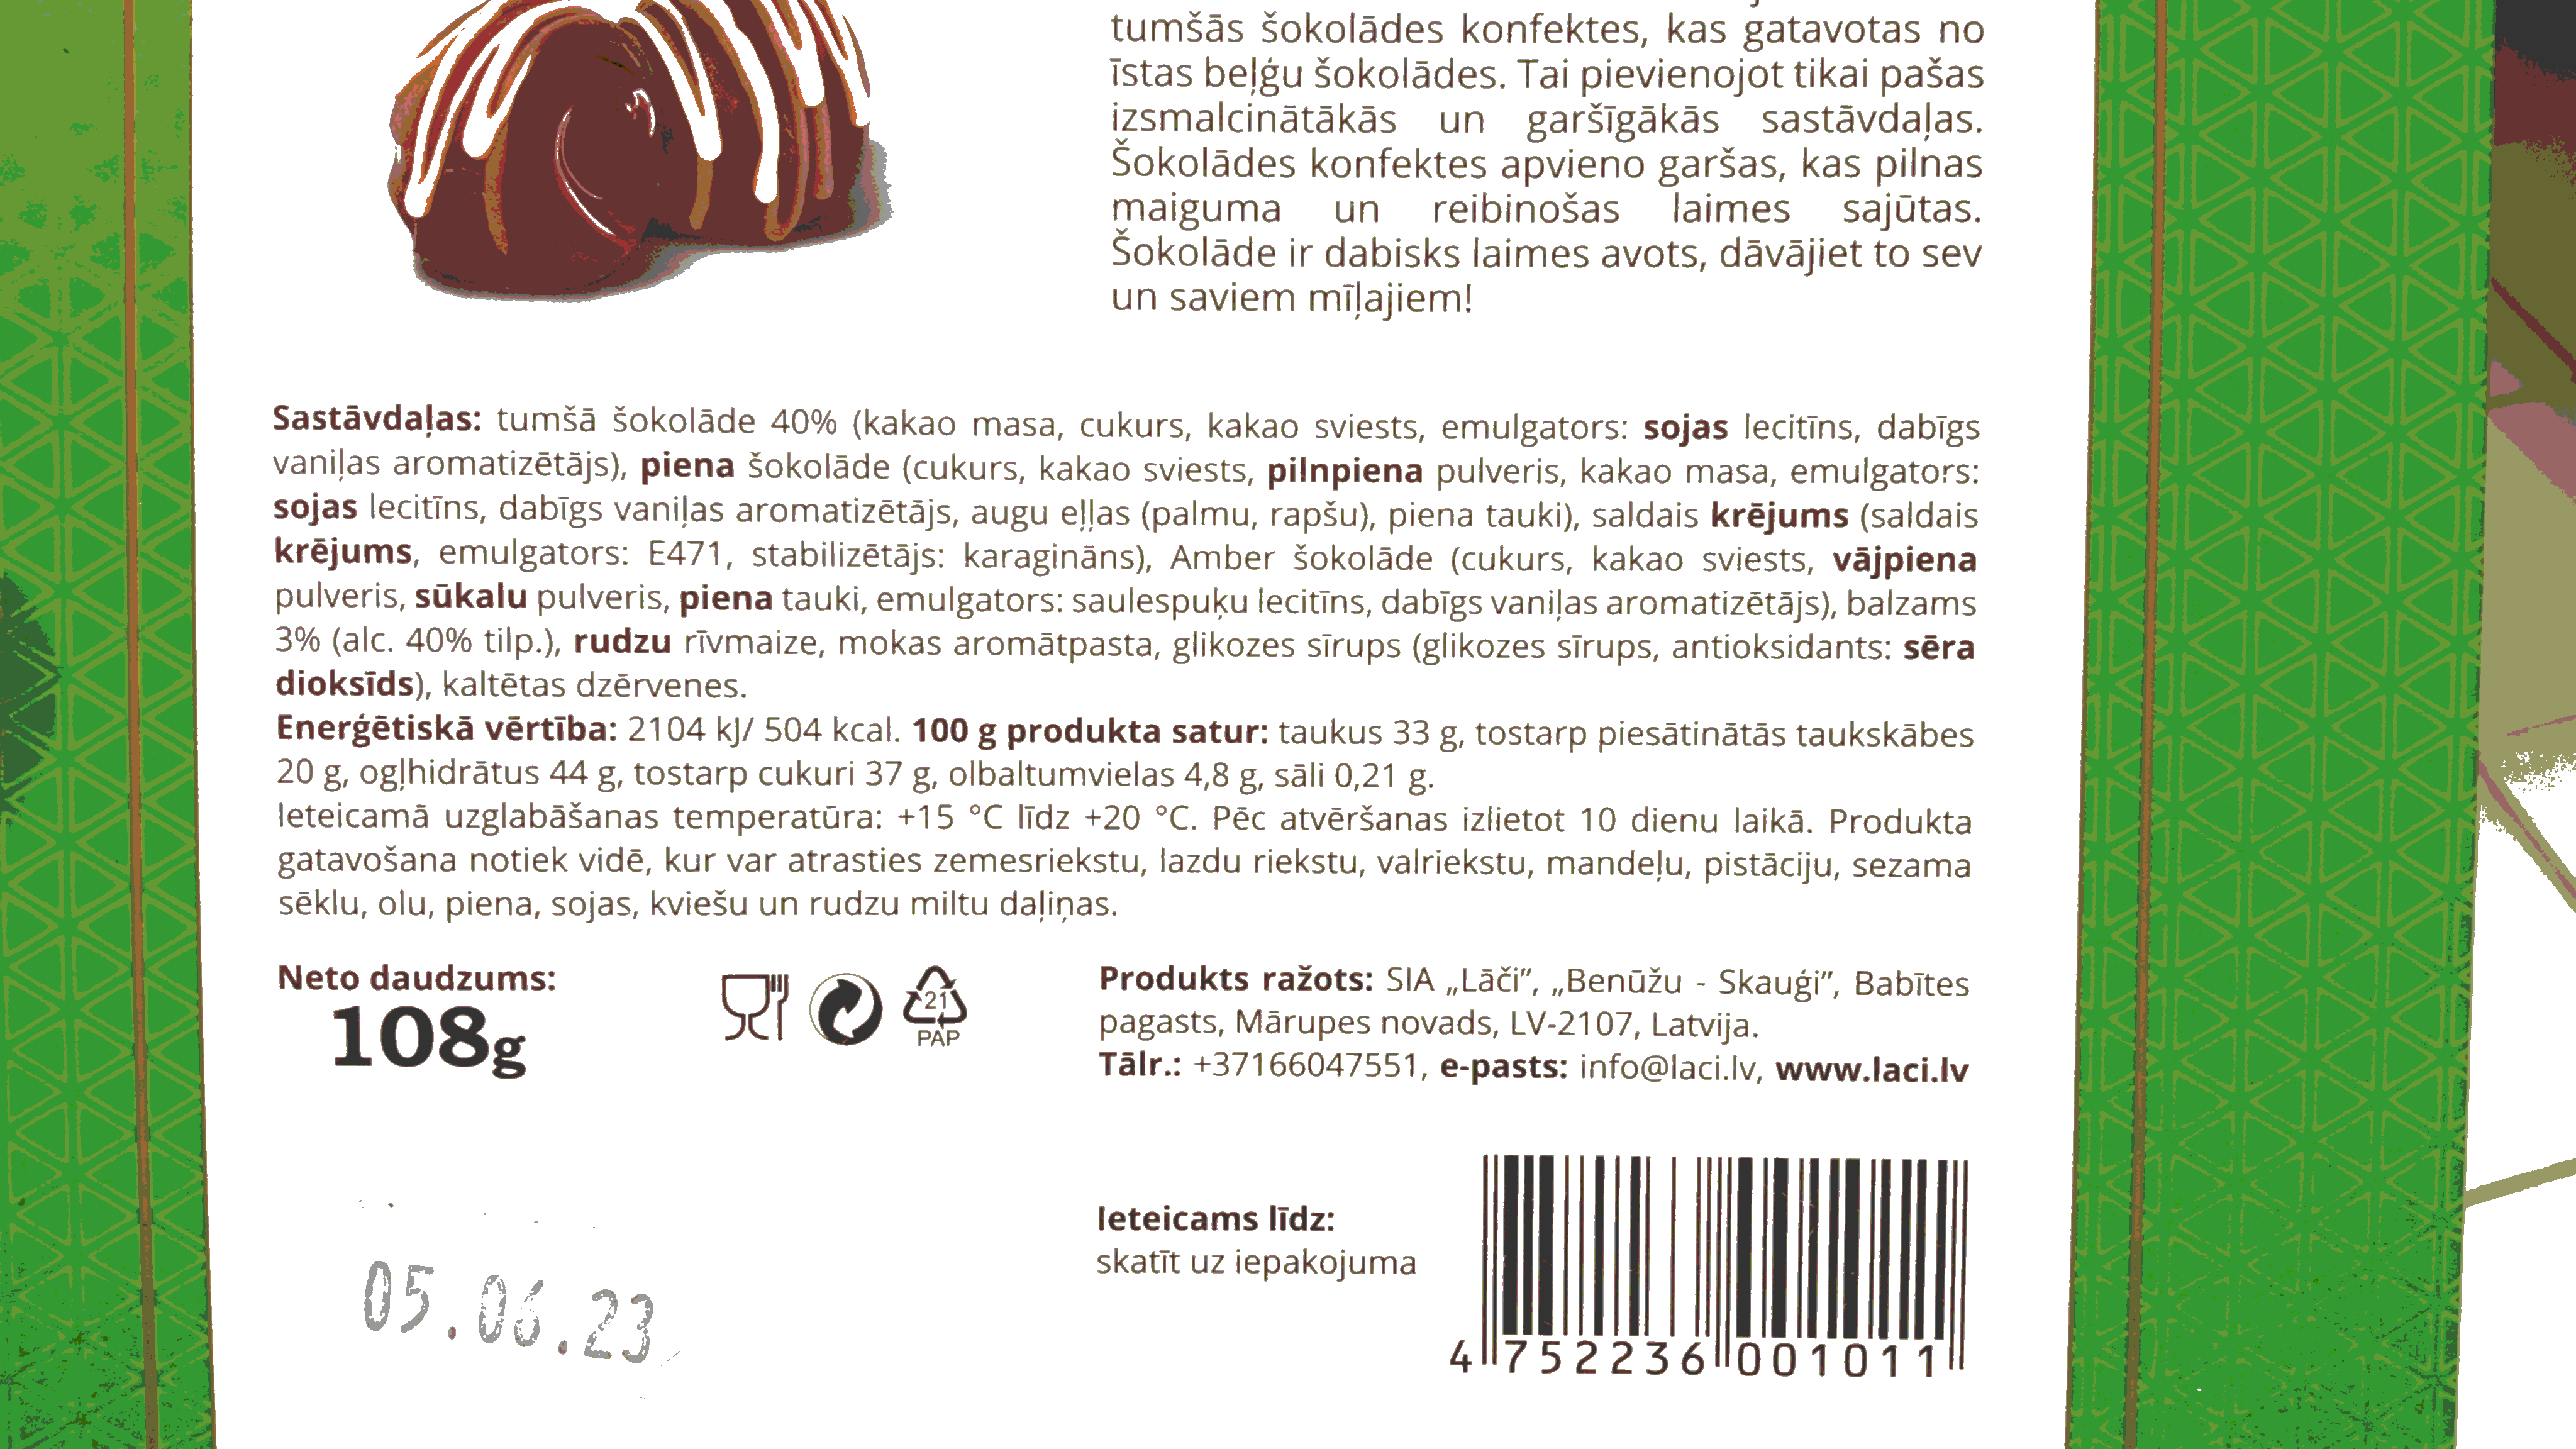 tumšās šokolādes konfektes, kas gatavotas no
īstas beļģu šokolādes. Tai pievienojot tikai pašas
izsmalcinātākās un garšīgākās sastāvdaļas.
Šokolādes konfektes apvieno garšas, kas pilnas
maiguma un reibinošas laimes sajūtas.
Šokolāde ir dabisks laimes avots, dāvājiet to sev
un saviem mīļajiem!
Sastāvdaļas: tumšā šokolāde 40% (kakao masa, cukurs, kakao sviests, emulgators: sojas lecitīns, dabīgs
vaniļas aromatizētājs), piena šokolāde (cukurs, kakao sviests, pilnpiena pulveris, kakao masa, emulgators:
sojas lecitīns, dabīgs vaniļas aromatizētājs, augu eļļas (palmu, rapšu), piena tauki), saldais krējums (saldais
krējums, emulgators: E471, stabilizētājs: karagināns), Amber šokolāde (cukurs, kakao sviests, vājpiena
pulveris, sūkalu pulveris, piena tauki, emulgators: saulespuķu lecitīns, dabīgs vaniļas aromatizētājs), balzams
3% (alc. 40% tilp.), rudzu rīvmaize, mokas aromātpasta, glikozes sīrups (glikozes sīrups, antioksidants: sēra
dioksīds), kaltētas dzērvenes.
Enerģētiskā vērtība: 2104 kJ/ 504 kcal. 100 g produkta satur: taukus 33 g, tostarp piesātinātās taukskābes
20 g, ogļhidrātus 44 g, tostarp cukuri 37 g, olbaltumvielas 4,8 g, sāli 0,21 g.
Ieteicamā uzglabāšanas temperatūra: +15 °C līdz +20 °C. Pēc atvēršanas izlietot 10 dienu laikā. Produkta
gatavošana notiek vidē, kur var atrasties zemesriekstu, lazdu riekstu, valriekstu, mandeļu, pistāciju, sezama
sēklu, olu, piena, sojas, kviešu un rudzu miltu daļiņas.
Neto daudzums:
108g
21
PAP
Produkts ražots: SIA „Lāči”, „Benūžu - Skauģi”, Babītes
pagasts, Mārupes novads, LV-2107, Latvija.
Tālr.: +37166047551, e-pasts: info@laci.lv, www.laci.lv
Ieteicams līdz:
skatīt uz iepakojuma
05.06.23
4 752236 001011